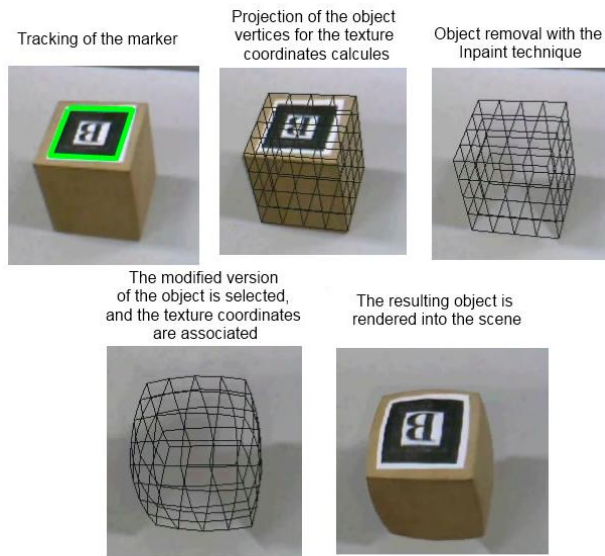 Tracking of the marker
Projection of the object
vertices for the texture
coordinates calcules
Object removal with the
Inpaint technique
B
B
The modified version
of the object is selected,
and the texture coordinates
are associated
The resulting object is
rendered into the scene
B